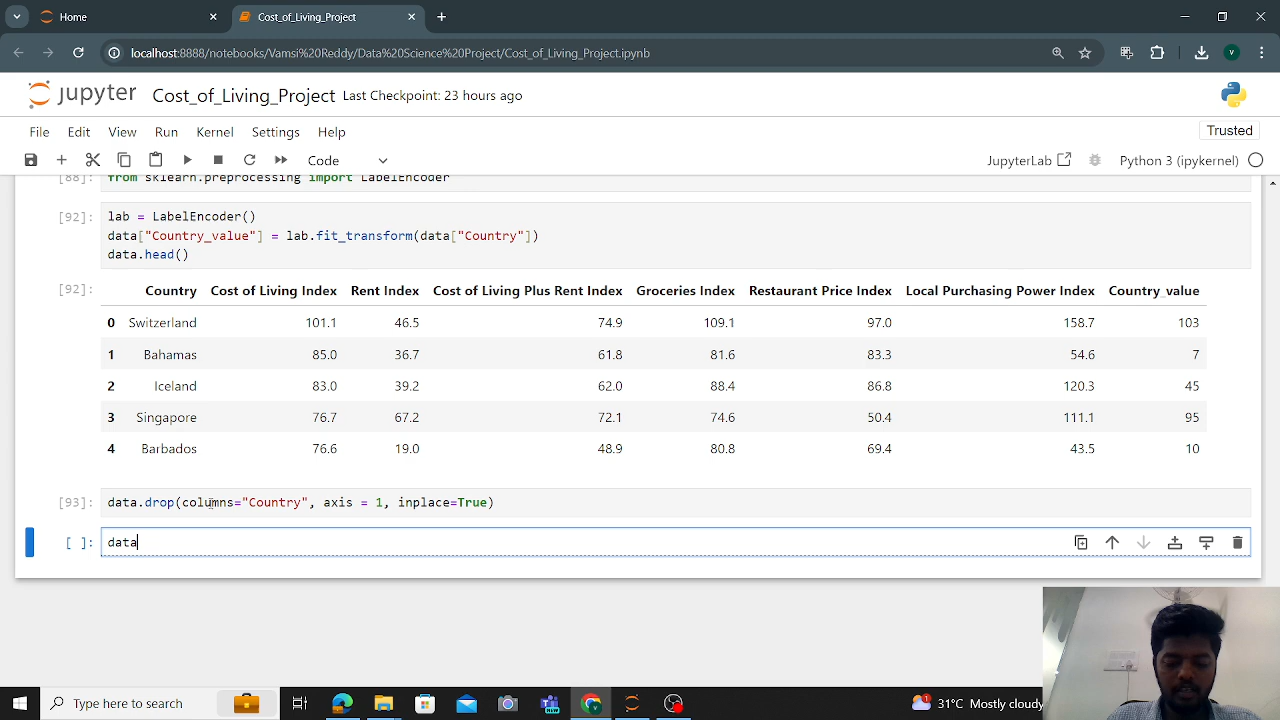 Home
Cost_of_Living_Project
localhost:8888/notebooks/Vamsi%20Reddy/Data%20Science%20Project/Cost_of_Living_Project.ipynb
V
jupyter Cost_of_Living_Project Last Checkpoint: 23 hours ago
File Edit View Run Kernel Settings Help
Trusted
Code JupyterLab Python 3 (ipykernel)
[88]: from sklearn.preprocessing import LabelEncoder
[92]: lab = LabelEncoder()
data["Country_value"] = lab.fit_transform(data["Country"])
data.head()
[92]: Country Cost of Living Index Rent Index Cost of Living Plus Rent Index Groceries Index Restaurant Price Index Local Purchasing Power Index Country_value
0 Switzerland 101.1 46.5 74.9 109.1 97.0 158.7 103
1 Bahamas 85.0 36.7 61.8 81.6 83.3 54.6 7
2 Iceland 83.0 39.2 62.0 88.4 86.8 120.3 45
3 Singapore 76.7 67.2 72.1 74.6 50.4 111.1 95
4 Barbados 76.6 19.0 48.9 80.8 69.4 43.5 10
[93]: data.drop(columns="Country", axis = 1, inplace=True)
[ ]: data
Type here to search
1 31°C Mostly cloudy